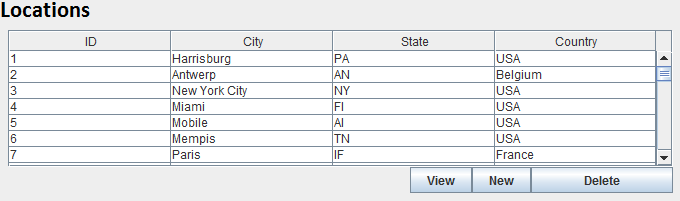 Locations
ID City State Country
1 Harrisburg PA USA
2 Antwerp AN Belgium
3 New York City NY USA
4 Miami Fl USA
5 Mobile Al USA
6 Mempis TN USA
7 Paris IF France
View New Delete